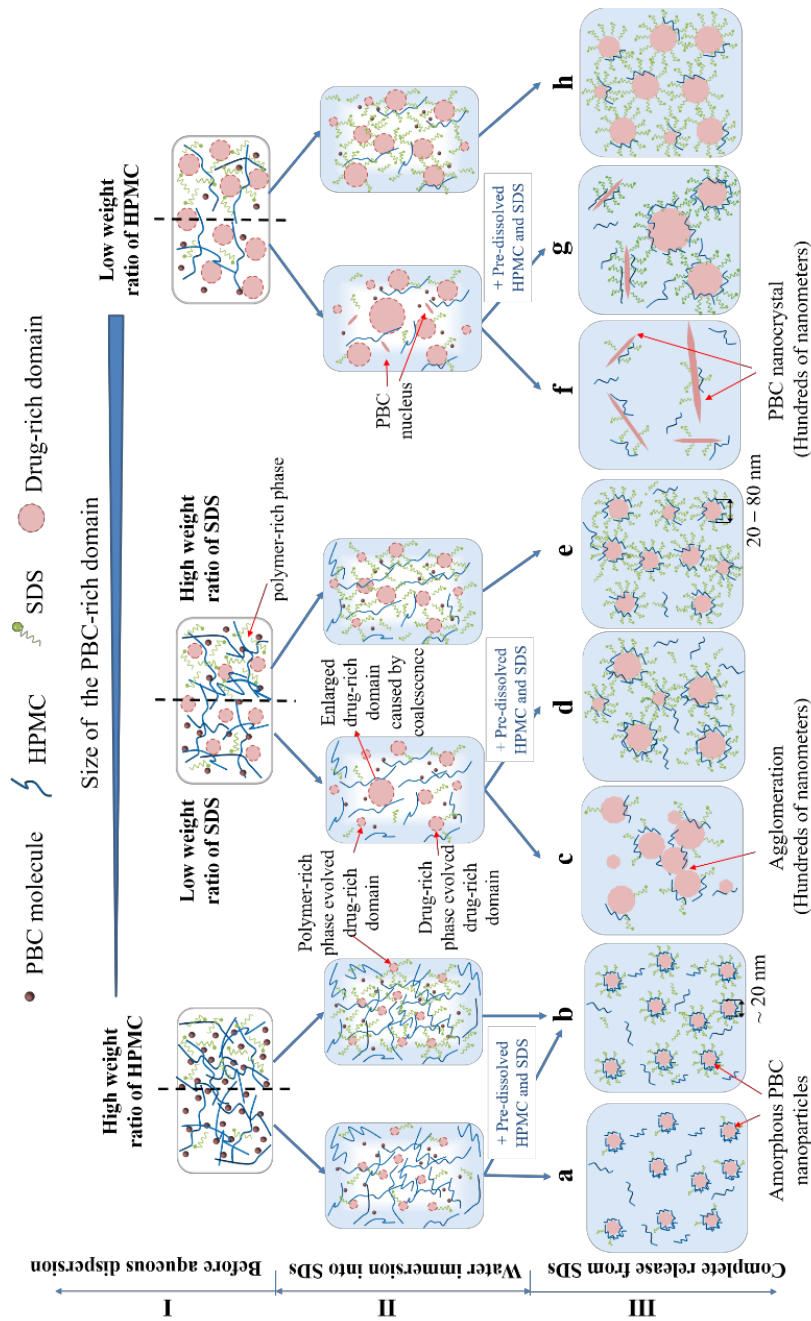 PBC molecule
HPMC
SDS
Drug-rich domain
Size of the PBC-rich domain
High weight
ratio of HPMC
Low weight
ratio of SDS
High weight
ratio of SDS
Low weight
ratio of HPMC
polymer-rich phase
I
Before aqueous dispersion
II
Water immersion into SDs
III
Complete release from SDs
Polymer-rich
phase evolved
drug-rich
domain
Drug-rich
phase evolved
drug-rich
domain
Enlarged
drug-rich
domain
caused by
coalescence
PBC
nucleus
+ Pre-dissolved
HPMC and SDS
+ Pre-dissolved
HPMC and SDS
+ Pre-dissolved
HPMC and SDS
a
b
c
d
e
f
g
h
Amorphous PBC
nanoparticles
~ 20 nm
Agglomeration
(Hundreds of nanometers)
20 – 80 nm
PBC nanocrystal
(Hundreds of nanometers)